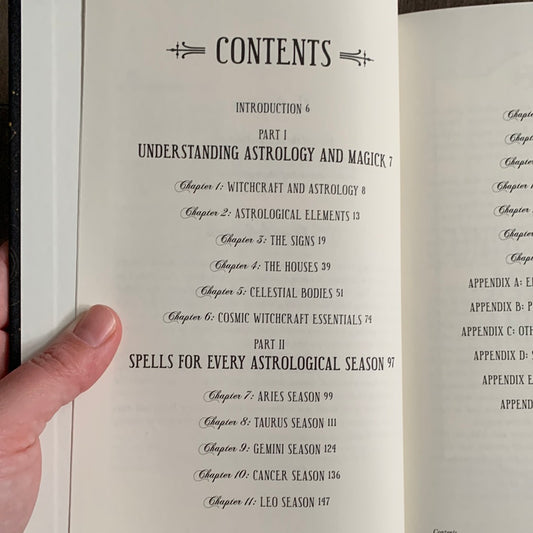 CONTENTS
INTRODUCTION 6
PART I
UNDERSTANDING ASTROLOGY AND MAGICK 7
Chapter 1: WITCHCRAFT AND ASTROLOGY 8
Chapter 2: ASTROLOGICAL ELEMENTS 13
Chapter 3: THE SIGNS 19
Chapter 4: THE HOUSES 39
Chapter 5: CELESTIAL BODIES 51
Chapter 6: COSMIC WITCHCRAFT ESSENTIALS 74
PART II
SPELLS FOR EVERY ASTROLOGICAL SEASON 97
Chapter 7: ARIES SEASON 99
Chapter 8: TAURUS SEASON 111
Chapter 9: GEMINI SEASON 124
Chapter 10: CANCER SEASON 136
Chapter 11: LEO SEASON 147
APPENDIX A:
APPENDIX B:
APPENDIX C:
APPENDIX D:
APPENDIX
Contents